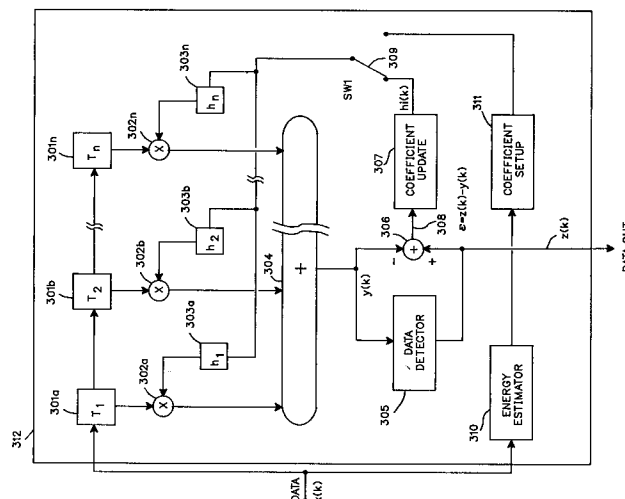 312
301a
T1
301b
T2
301n
Tn
302a
X
302b
X
302n
X
303a
h1
303b
h2
303n
hn
304
+
SW1
309
hi(k)
307
COEFFICIENT UPDATE
311
COEFFICIENT SETUP
306
308
ε=z(k)-y(k)
+
-
+
y(k)
DATA DETECTOR
305
z(k)
310
ENERGY ESTIMATOR
DATA
x(k)
DATA OUT